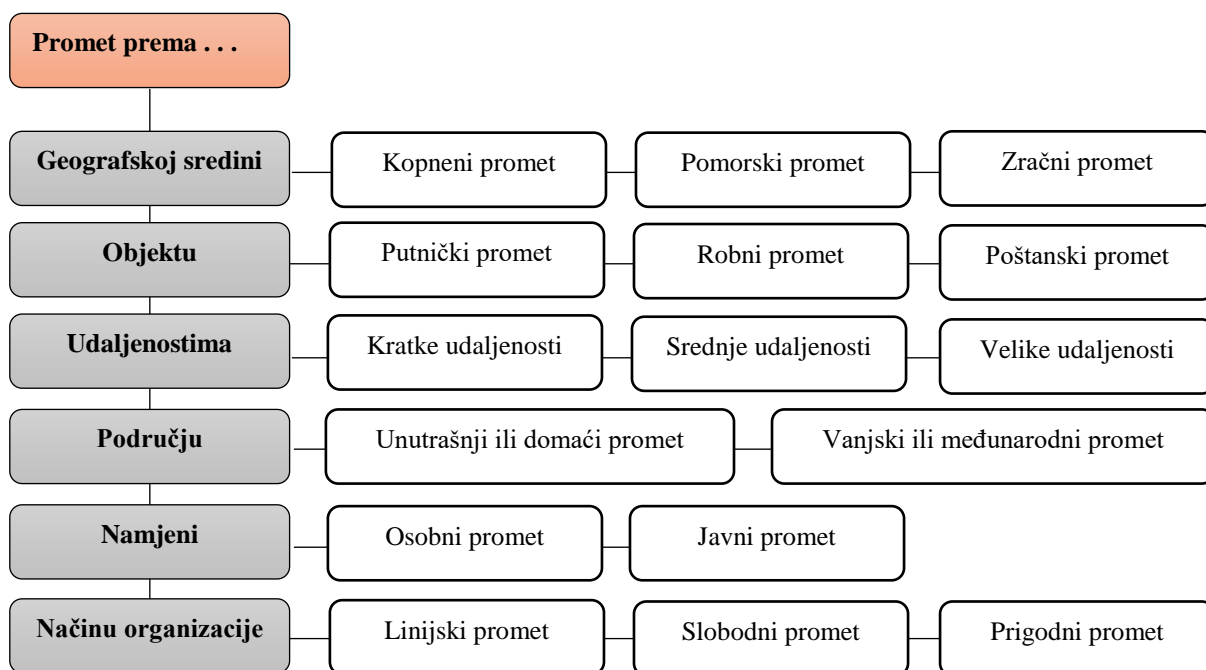 Promet prema . . .
Geografskoj sredini
Kopneni promet
Pomorski promet
Zračni promet
Objektu
Putnički promet
Robni promet
Poštanski promet
Udaljenostima
Kratke udaljenosti
Srednje udaljenosti
Velike udaljenosti
Području
Unutrašnji ili domaći promet
Vanjski ili međunarodni promet
Namjeni
Osobni promet
Javni promet
Načinu organizacije
Linijski promet
Slobodni promet
Prigodni promet